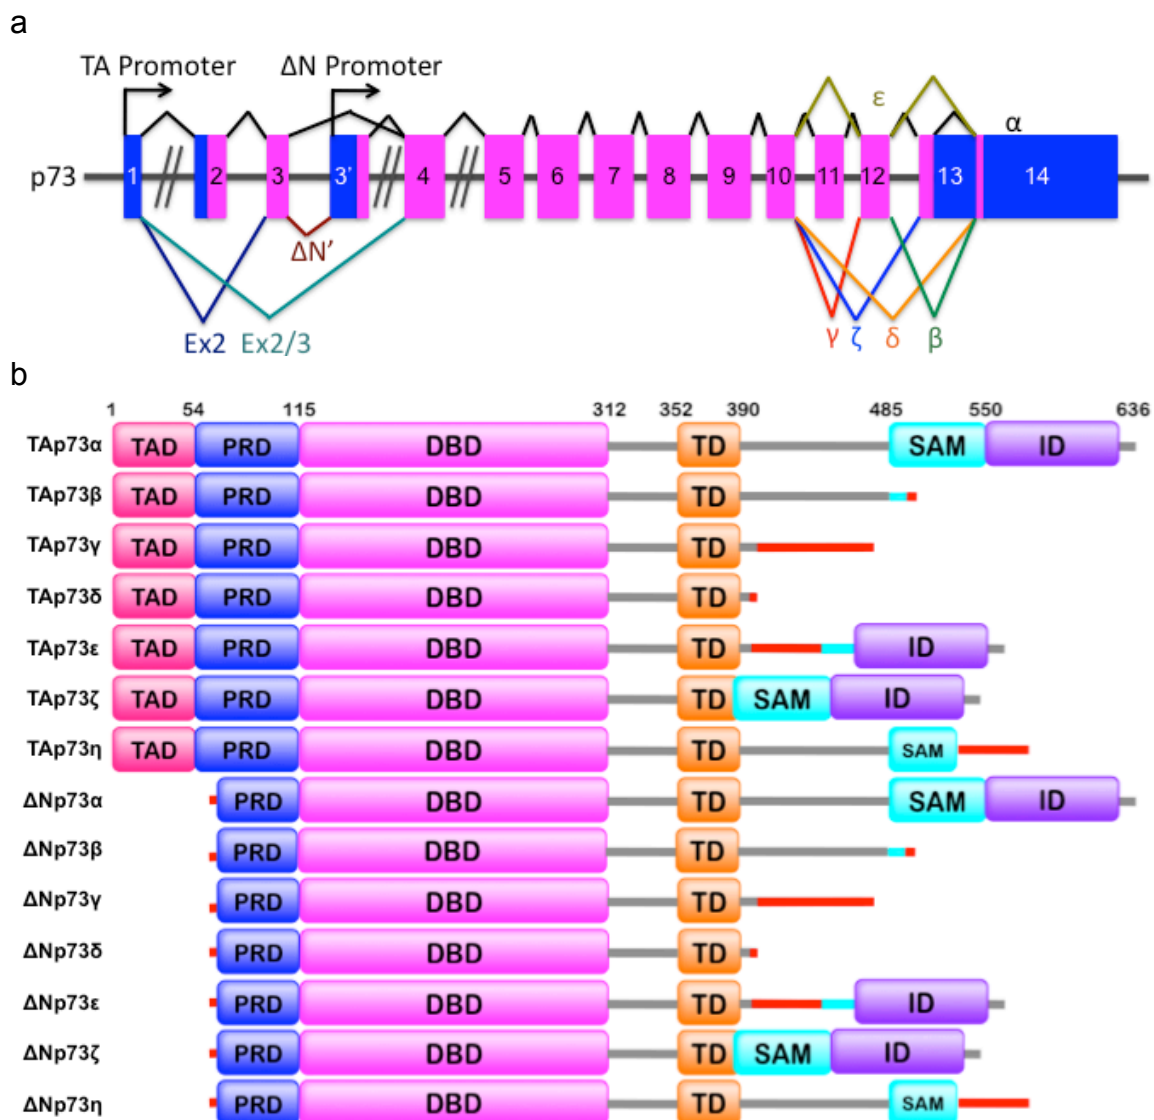 a
TA Promoter ΔN Promoter
ε
α
p73 1 2 3 3' 4 5 6 7 8 9 10 11 12 13 14
ΔN’
Ex2 Ex2/3 γ ζ δ β
b
1 54 115 312 352 390 485 550 636
TAp73α TAD PRD DBD TD SAM ID
TAp73β TAD PRD DBD TD
TAp73γ TAD PRD DBD TD
TAp73δ TAD PRD DBD TD
TAp73ε TAD PRD DBD TD ID
TAp73ζ TAD PRD DBD TD SAM ID
TAp73η TAD PRD DBD TD SAM
ΔNp73α PRD DBD TD SAM ID
ΔNp73β PRD DBD TD
ΔNp73γ PRD DBD TD
ΔNp73δ PRD DBD TD
ΔNp73ε PRD DBD TD ID
ΔNp73ζ PRD DBD TD SAM ID
ΔNp73η PRD DBD TD SAM